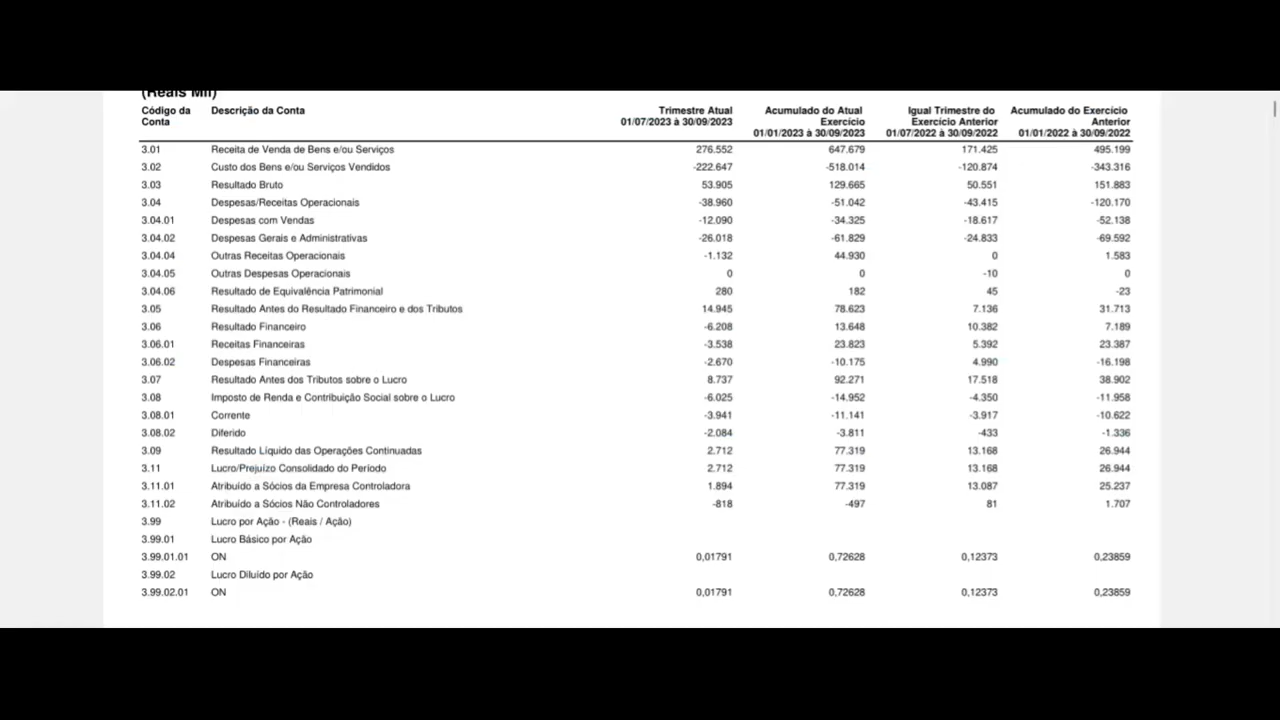 (Reais Mil)
Código da Conta Descrição da Conta Trimestre Atual 01/07/2023 à 30/09/2023 Acumulado do Atual Exercício 01/01/2023 à 30/09/2023 Igual Trimestre do Exercício Anterior 01/07/2022 à 30/09/2022 Acumulado do Exercício Anterior 01/01/2022 à 30/09/2022
3.01 Receita de Venda de Bens e/ou Serviços 276.552 647.679 171.425 495.199
3.02 Custo dos Bens e/ou Serviços Vendidos -222.647 -518.014 -120.874 -343.316
3.03 Resultado Bruto 53.905 129.665 50.551 151.883
3.04 Despesas/Receitas Operacionais -38.960 -51.042 -43.415 -120.170
3.04.01 Despesas com Vendas -12.090 -34.325 -18.617 -52.138
3.04.02 Despesas Gerais e Administrativas -26.018 -61.829 -24.833 -69.592
3.04.04 Outras Receitas Operacionais -1.132 44.930 0 1.583
3.04.05 Outras Despesas Operacionais 0 0 -10 0
3.04.06 Resultado de Equivalência Patrimonial 280 182 45 -23
3.05 Resultado Antes do Resultado Financeiro e dos Tributos 14.945 78.623 7.136 31.713
3.06 Resultado Financeiro -6.208 13.648 10.382 7.189
3.06.01 Receitas Financeiras -3.538 23.823 5.392 23.387
3.06.02 Despesas Financeiras -2.670 -10.175 4.990 -16.198
3.07 Resultado Antes dos Tributos sobre o Lucro 8.737 92.271 17.518 38.902
3.08 Imposto de Renda e Contribuição Social sobre o Lucro -6.025 -14.952 -4.350 -11.958
3.08.01 Corrente -3.941 -11.141 -3.917 -10.622
3.08.02 Diferido -2.084 -3.811 -433 -1.336
3.09 Resultado Líquido das Operações Continuadas 2.712 77.319 13.168 26.944
3.11 Lucro/Prejuízo Consolidado do Período 2.712 77.319 13.168 26.944
3.11.01 Atribuído a Sócios da Empresa Controladora 1.894 77.319 13.087 25.237
3.11.02 Atribuído a Sócios Não Controladores -818 -497 81 1.707
3.99 Lucro por Ação - (Reais / Ação)
3.99.01 Lucro Básico por Ação
3.99.01.01 ON 0,01791 0,72628 0,12373 0,23859
3.99.02 Lucro Diluído por Ação
3.99.02.01 ON 0,01791 0,72628 0,12373 0,23859